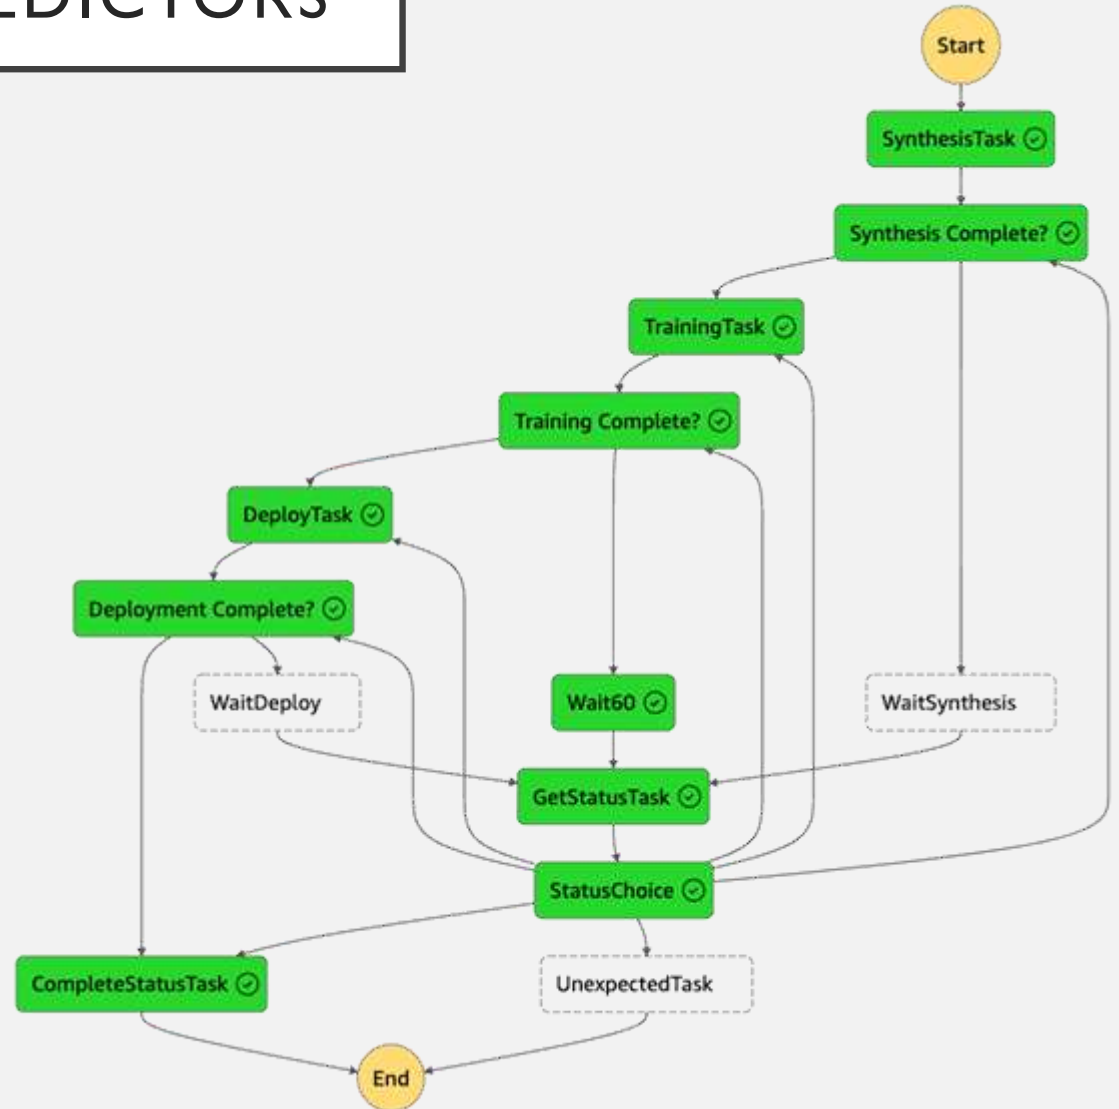 EDICTORS
Start
SynthesisTask
Synthesis Complete?
TrainingTask
Training Complete?
DeployTask
Deployment Complete?
WaitDeploy
Wait60
WaitSynthesis
GetStatusTask
StatusChoice
CompleteStatusTask
UnexpectedTask
End